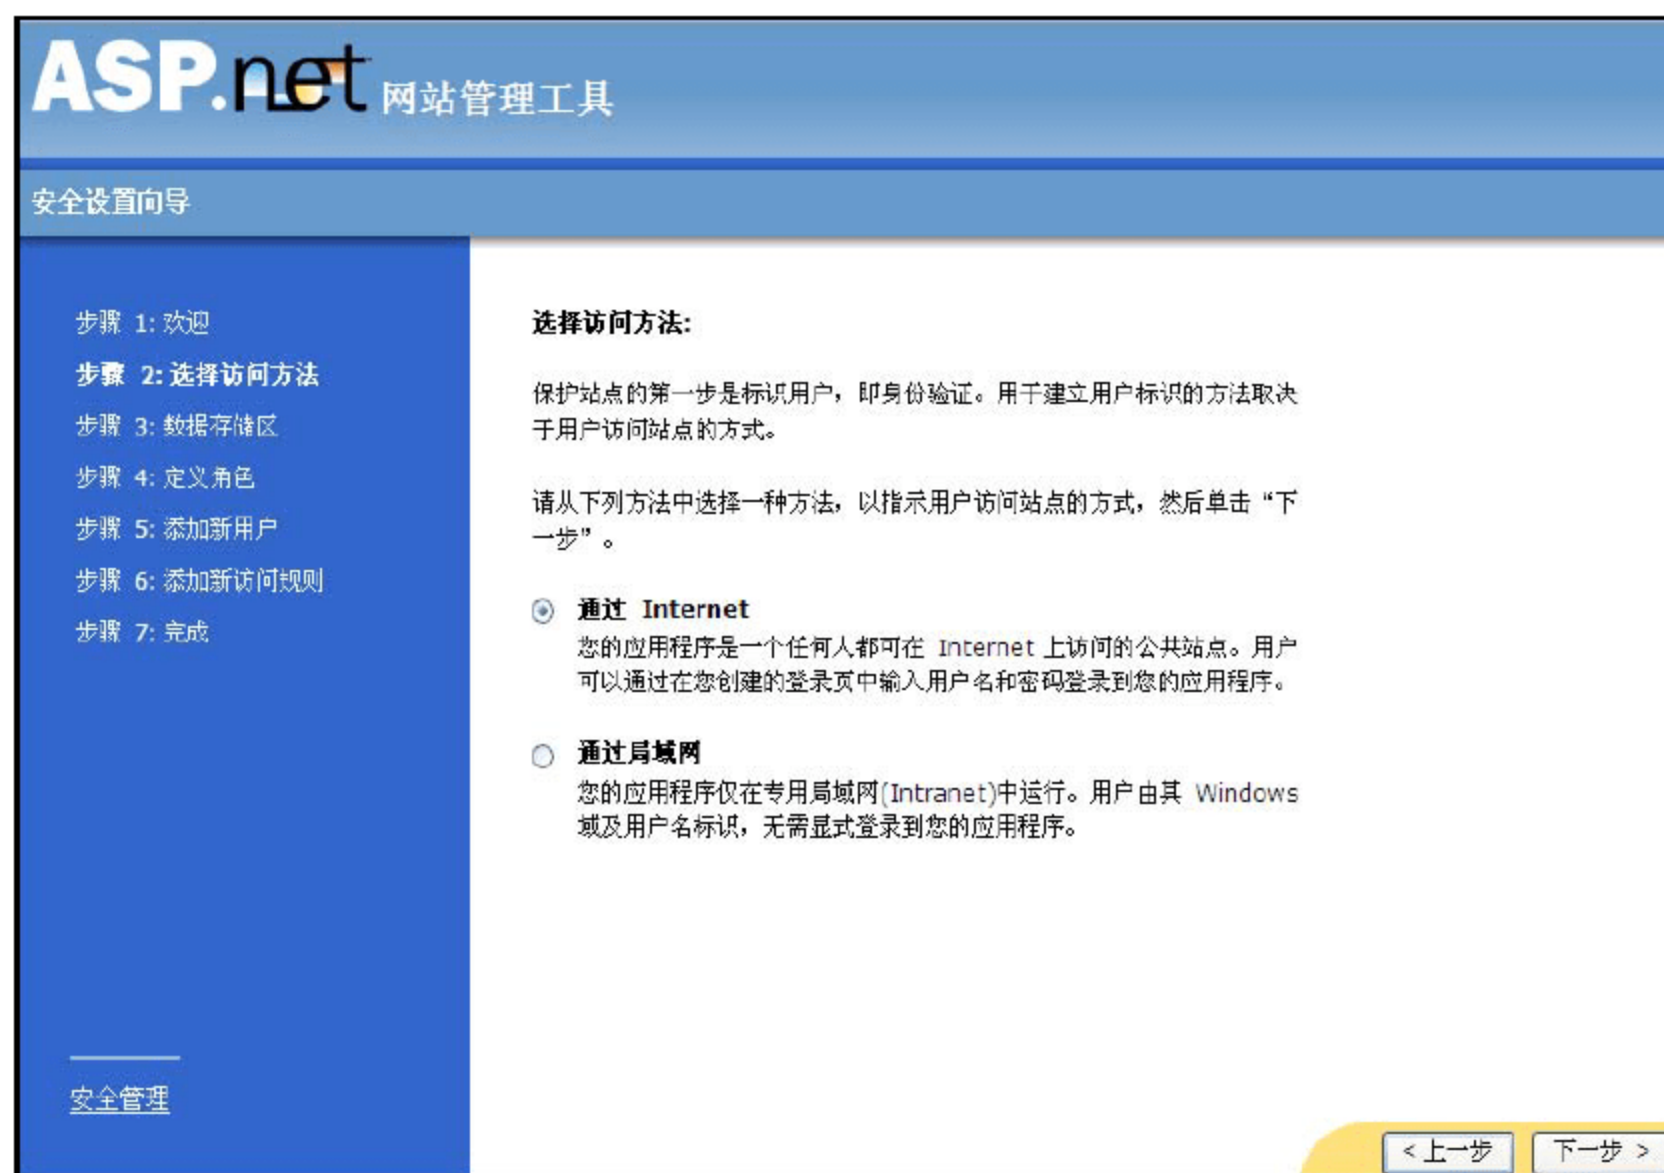 ASP.net 网站管理工具
安全设置向导
步骤 1: 欢迎
步骤 2: 选择访问方法
步骤 3: 数据存储区
步骤 4: 定义角色
步骤 5: 添加新用户
步骤 6: 添加新访问规则
步骤 7: 完成
安全管理
选择访问方法:
保护站点的第一步是标识用户，即身份验证。用于建立用户标识的方法取决
于用户访问站点的方式。
请从下列方法中选择一种方法，以指示用户访问站点的方式，然后单击“下
一步”。
通过 Internet
您的应用程序是一个任何人都可在 Internet 上访问的公共站点。用户
可以通过在您创建的登录页中输入用户名和密码登录到您的应用程序。
通过局域网
您的应用程序仅在专用局域网(Intranet)中运行。用户由其 Windows
域及用户名标识，无需显式登录到您的应用程序。
< 上一步
下一步 >